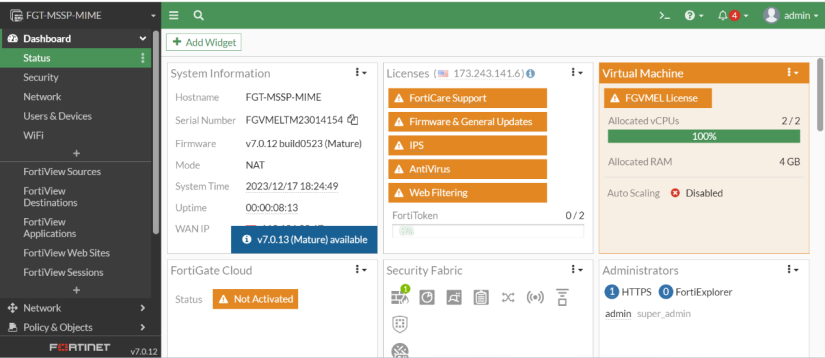 FGT-MSSP-MIME
4
admin
Dashboard
Status
Security
Network
Users & Devices
WiFi
+
FortiView Sources
FortiView
Destinations
FortiView
Applications
FortiView Web Sites
FortiView Sessions
+
Network
Policy & Objects
FORTINET
v7.0.12
+ Add Widget
System Information
Hostname FGT-MSSP-MIME
Serial Number FGVMELTM23014154
Firmware v7.0.12 build0523 (Mature)
Mode NAT
System Time 2023/12/17 18:24:49
Uptime 00:00:08:13
WAN IP
v7.0.13 (Mature) available
Licenses (173.243.141.6)
FortiCare Support
Firmware & General Updates
IPS
AntiVirus
Web Filtering
FortiToken 0 / 2
0%
Virtual Machine
FGVMEL License
Allocated vCPUs 2 / 2
100%
Allocated RAM 4 GB
Auto Scaling Disabled
FortiGate Cloud
Status Not Activated
Security Fabric
1
Administrators
1 HTTPS 0 FortiExplorer
admin super_admin